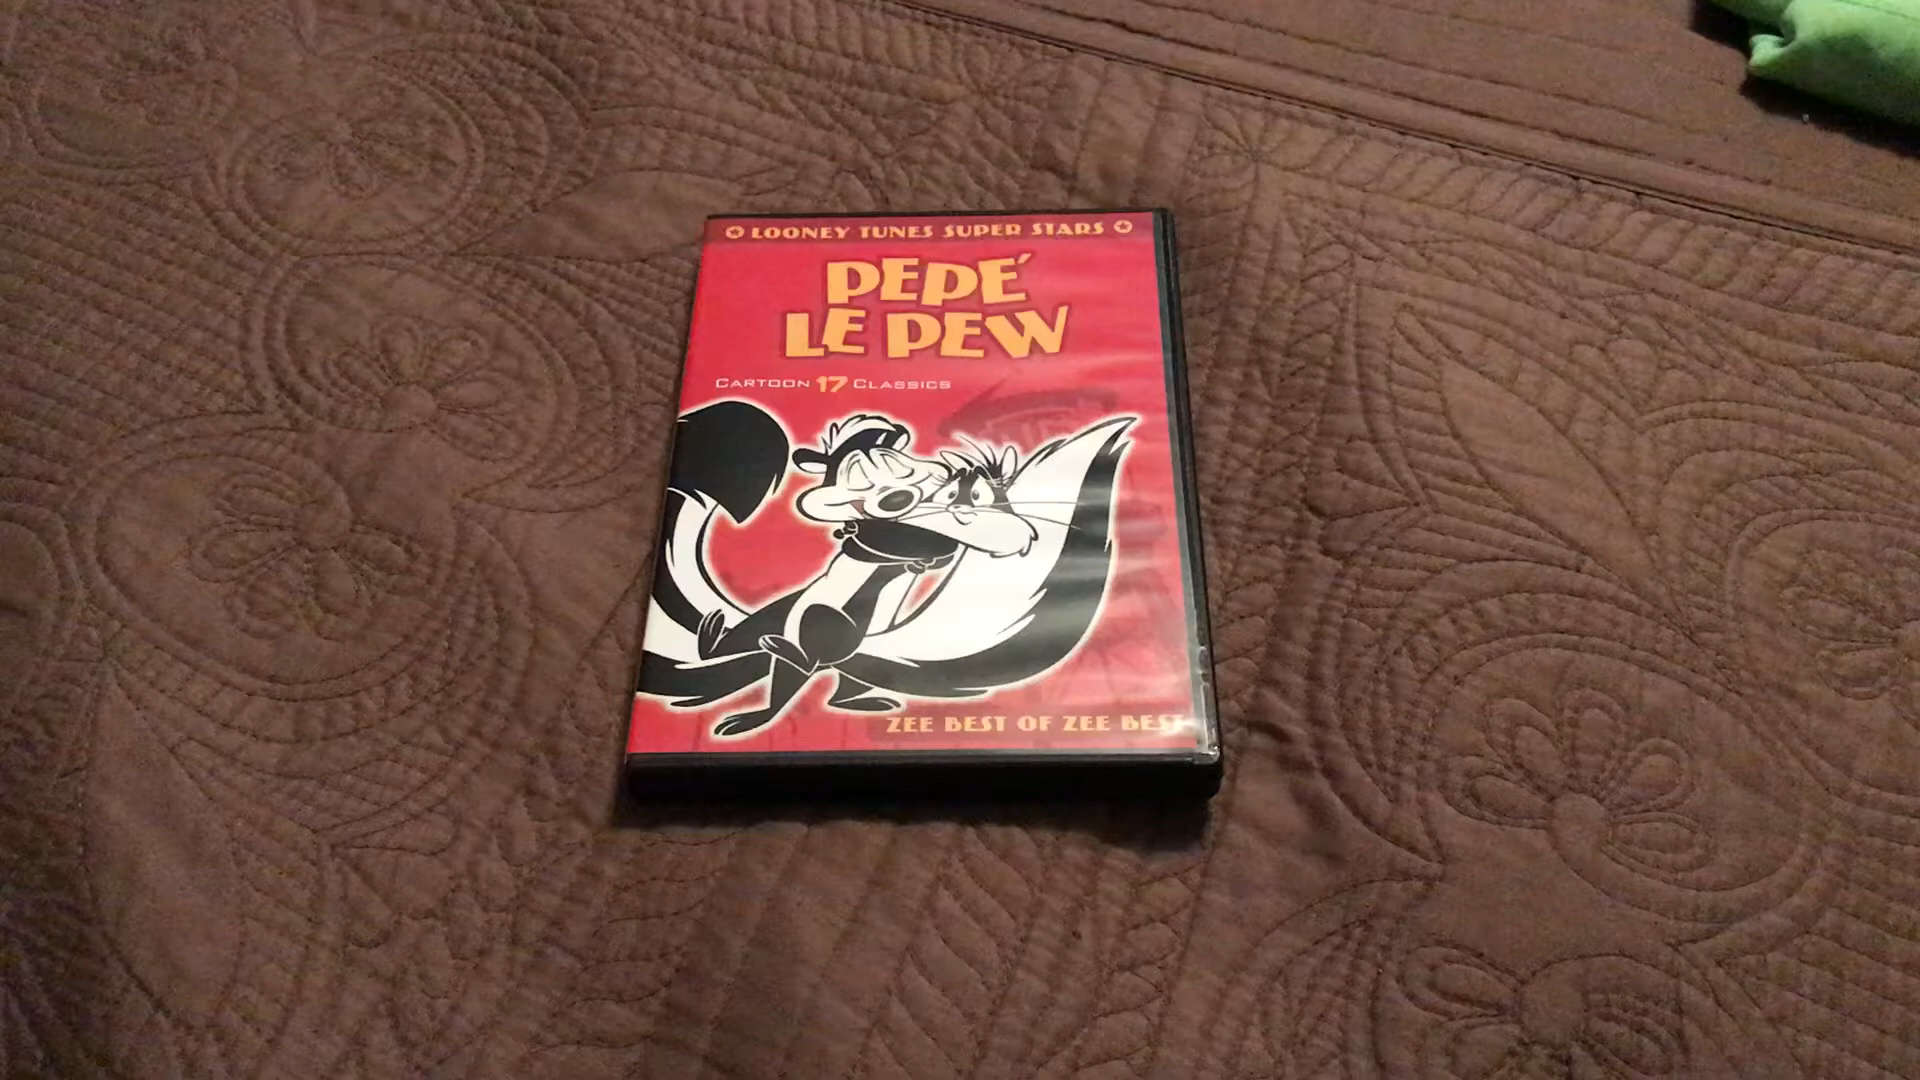 LOONEY TUNES SUPER STARS
PEPÉ
LE PEW
CARTOON 17 CLASSICS
ZEE BEST OF ZEE BEST